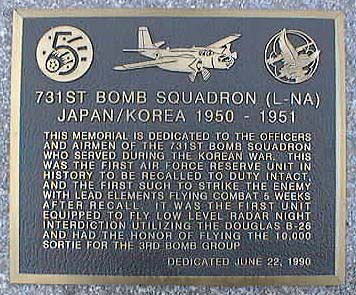 5
731ST BOMB SQUADRON (L-NA)
JAPAN/KOREA 1950 - 1951
THIS MEMORIAL IS DEDICATED TO THE OFFICERS
AND AIRMEN OF THE 731ST BOMB SQUADRON
WHO SERVED DURING THE KOREAN WAR. THIS
WAS THE FIRST AIR FORCE RESERVE UNIT IN
HISTORY TO BE RECALLED TO DUTY INTACT,
AND THE FIRST SUCH TO STRIKE THE ENEMY
WITH LEAD ELEMENTS FLYING COMBAT 5 WEEKS
AFTER RECALL. IT WAS THE FIRST UNIT
EQUIPPED TO FLY LOW LEVEL RADAR NIGHT
INTERDICTION UTILIZING THE DOUGLAS B-26
AND HAD THE HONOR OF FLYING THE 10,000
SORTIE FOR THE 3RD BOMB GROUP
DEDICATED JUNE 22, 1990